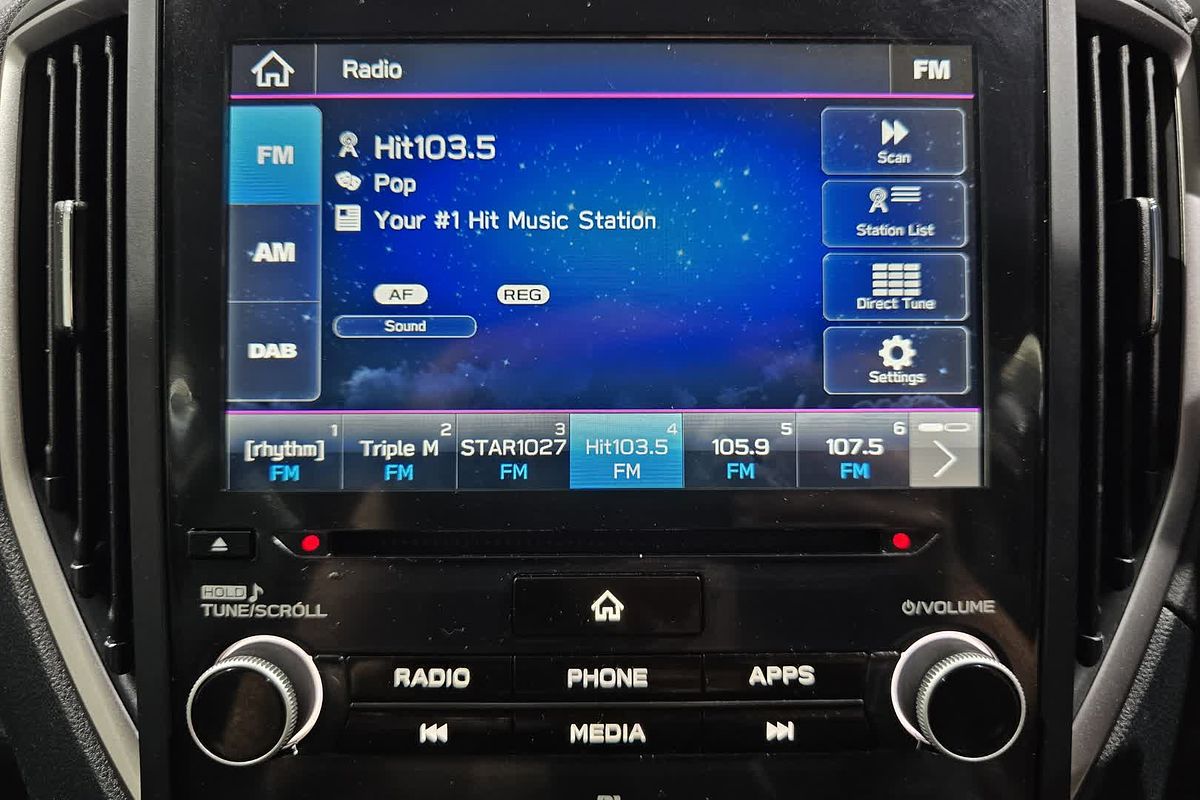 Radio
FM
FM
AM
DAB
Hit103.5
Pop
Your #1 Hit Music Station
AF
REG
Sound
Scan
Station List
Direct Tune
Settings
1
[rhythm]
FM
2
Triple M
FM
3
STAR1027
FM
4
Hit103.5
FM
5
105.9
FM
6
107.5
FM
HOLD
TUNE/SCROLL
/VOLUME
RADIO
PHONE
APPS
MEDIA